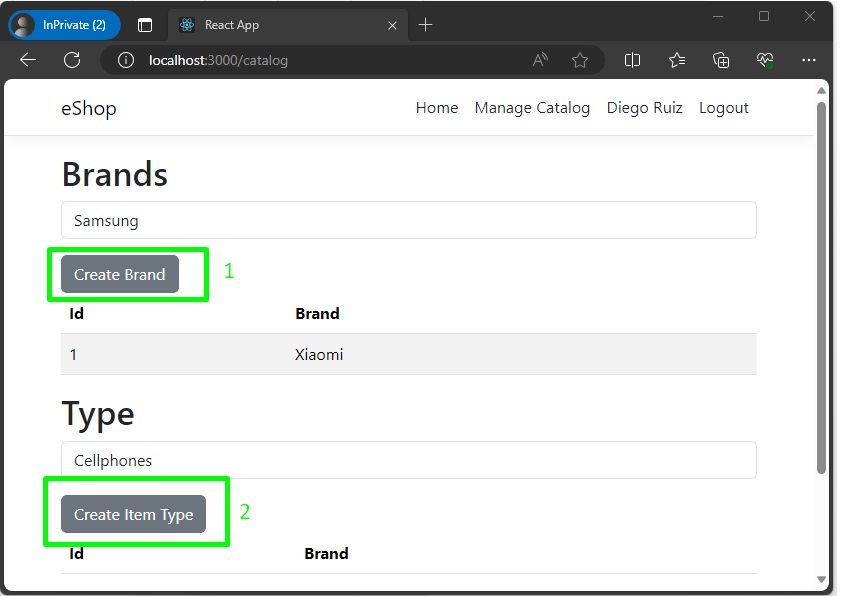 InPrivate (2) React App
localhost:3000/catalog
eShop Home Manage Catalog Diego Ruiz Logout
Brands
Samsung
Create Brand 1
Id Brand
1 Xiaomi
Type
Cellphones
Create Item Type 2
Id Brand